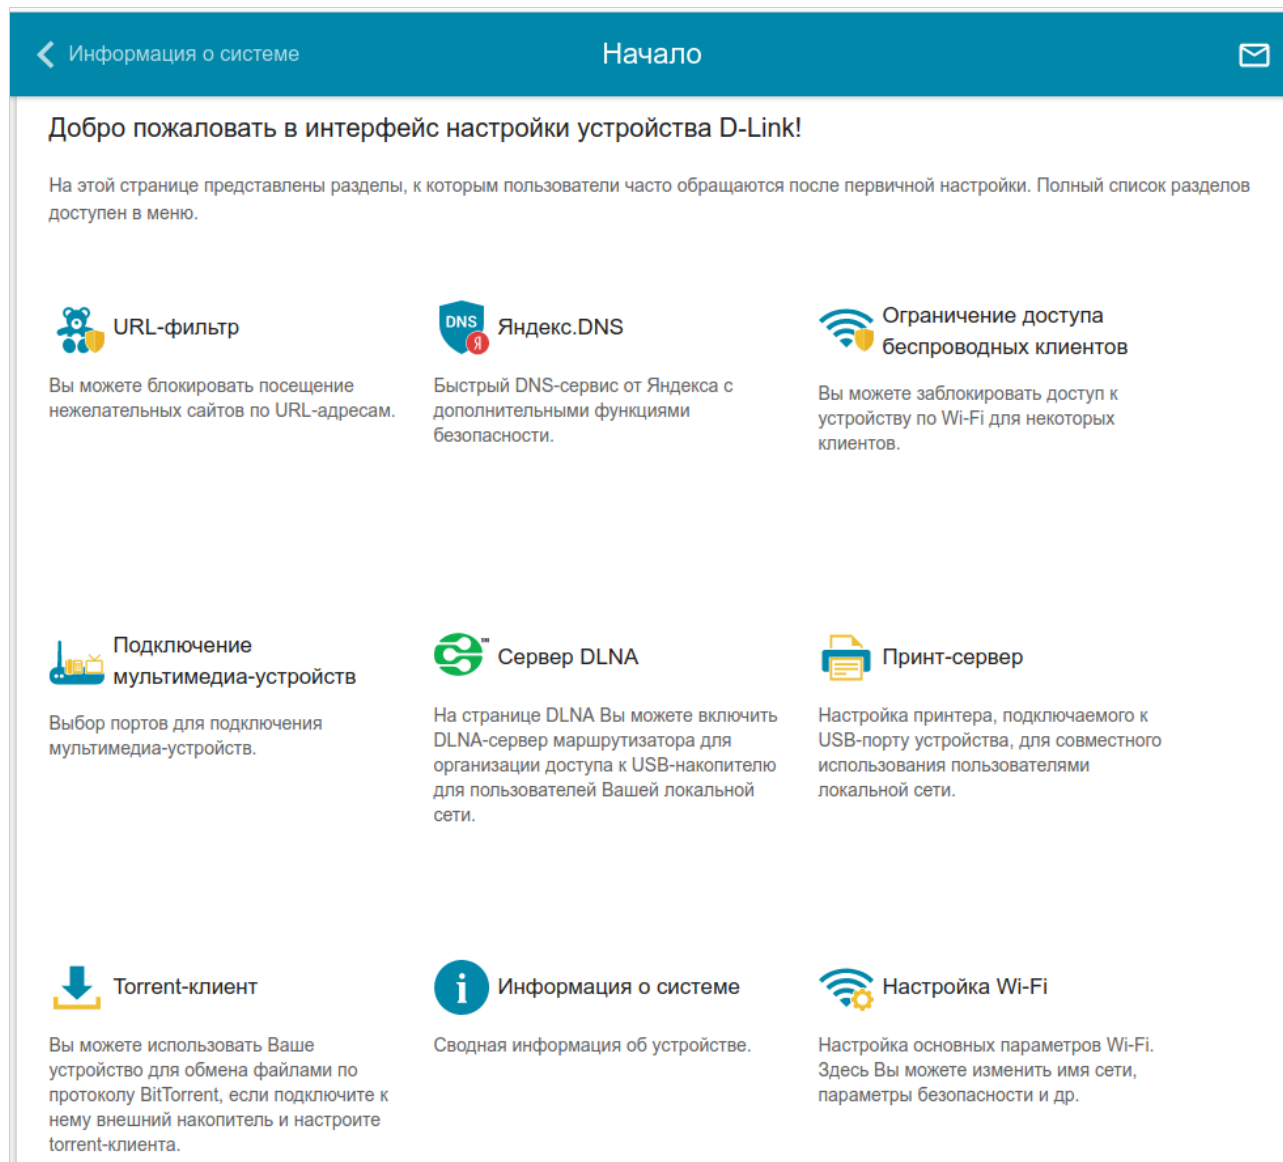 Информация о системе
Начало
Добро пожаловать в интерфейс настройки устройства D-Link!
На этой странице представлены разделы, к которым пользователи часто обращаются после первичной настройки. Полный список разделов
доступен в меню.
URL-фильтр
Вы можете блокировать посещение
нежелательных сайтов по URL-адресам.
DNS
Я
Яндекс.DNS
Быстрый DNS-сервис от Яндекса с
дополнительными функциями
безопасности.
Ограничение доступа
беспроводных клиентов
Вы можете заблокировать доступ к
устройству по Wi-Fi для некоторых
клиентов.
Подключение
мультимедиа-устройств
Выбор портов для подключения
мультимедиа-устройств.
Сервер DLNA
На странице DLNA Вы можете включить
DLNA-сервер маршрутизатора для
организации доступа к USB-накопителю
для пользователей Вашей локальной
сети.
Принт-сервер
Настройка принтера, подключаемого к
USB-порту устройства, для совместного
использования пользователями
локальной сети.
Torrent-клиент
Вы можете использовать Ваше
устройство для обмена файлами по
протоколу BitTorrent, если подключите к
нему внешний накопитель и настроите
torrent-клиента.
i
Информация о системе
Сводная информация об устройстве.
Настройка Wi-Fi
Настройка основных параметров Wi-Fi.
Здесь Вы можете изменить имя сети,
параметры безопасности и др.